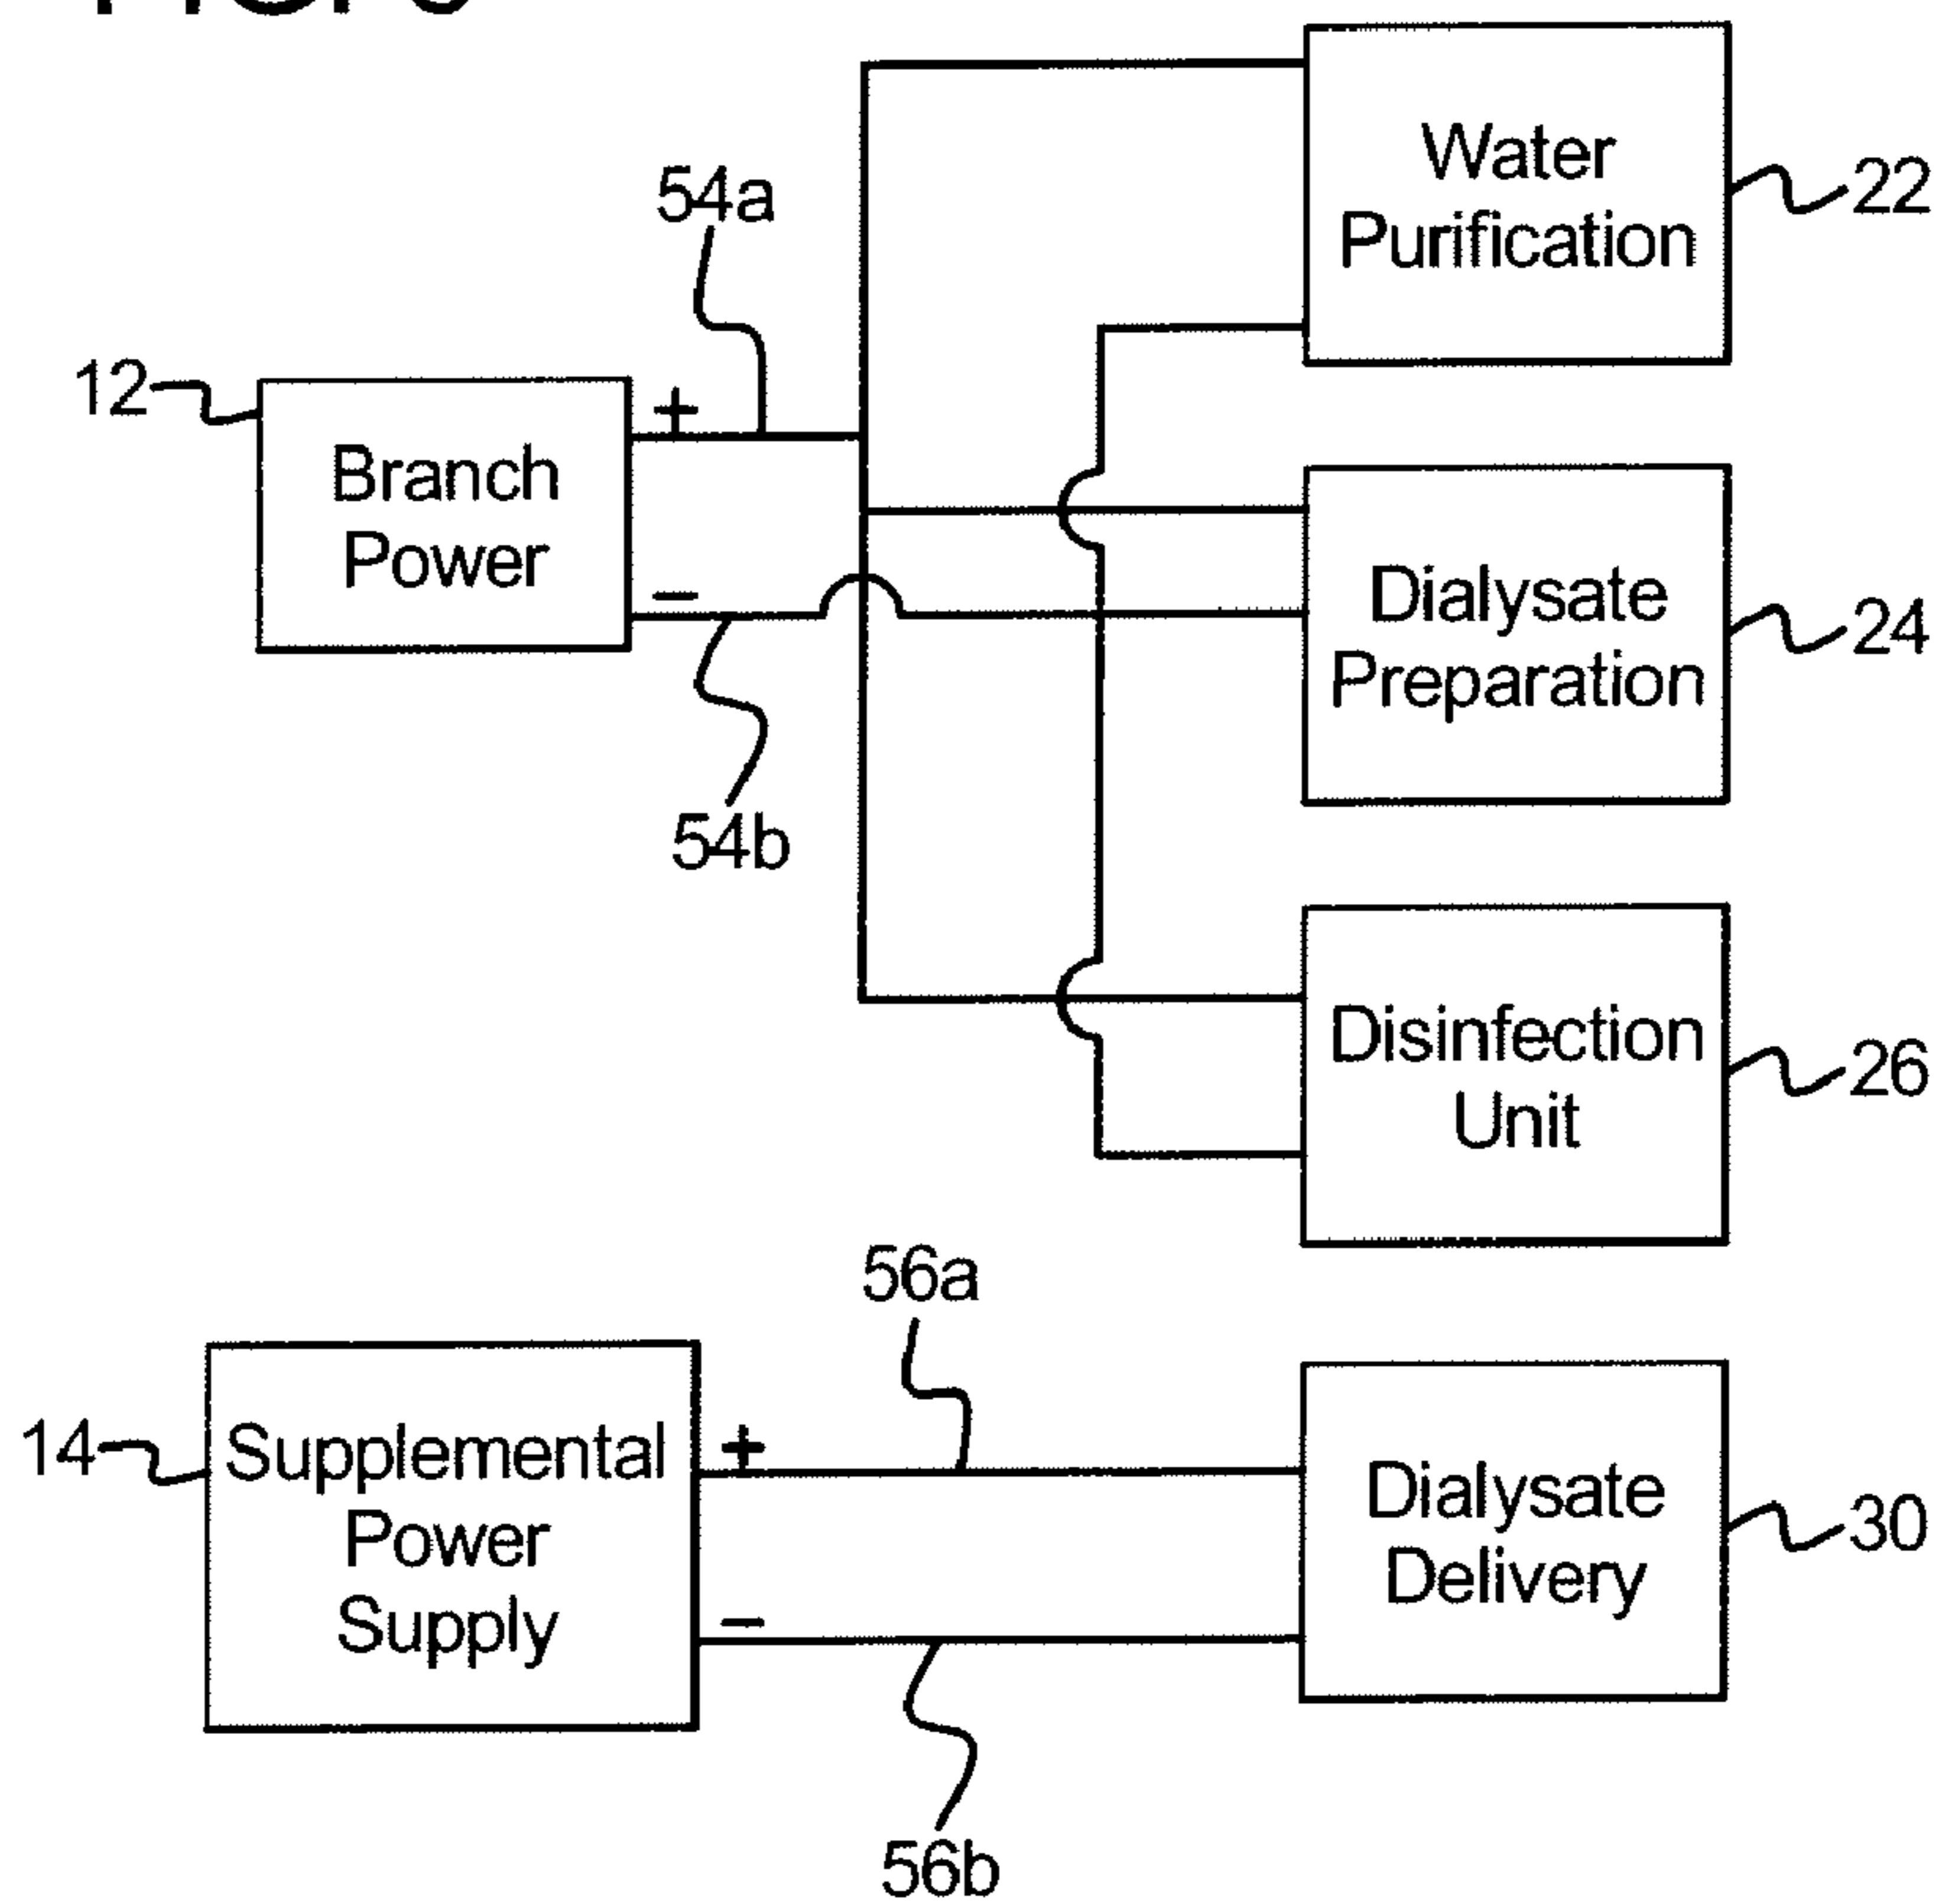 54a
Water
Purification
22
12
+
Branch
Power
−
54b
Dialysate
Preparation
24
Disinfection
Unit
26
56a
14
Supplemental
Power
Supply
+
−
Dialysate
Delivery
30
56b